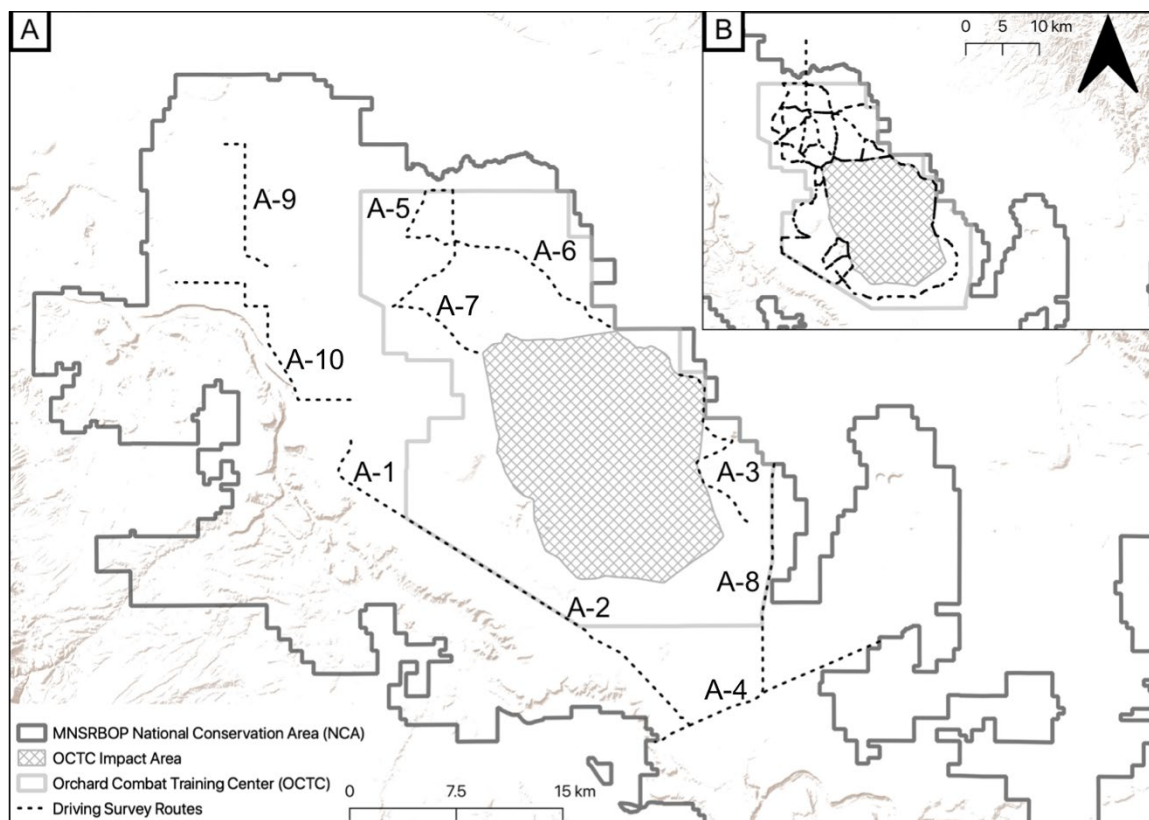 A
B
0 5 10 km
A-9
A-5
A-6
A-7
A-10
A-1
A-3
A-8
A-2
A-4
MNSRBOP National Conservation Area (NCA)
OCTC Impact Area
Orchard Combat Training Center (OCTC)
Driving Survey Routes
0 7.5 15 km